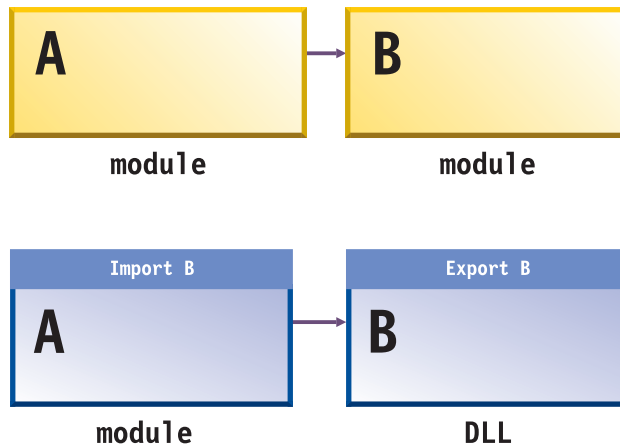 A B
module module
Import B Export B
A B
module DLL